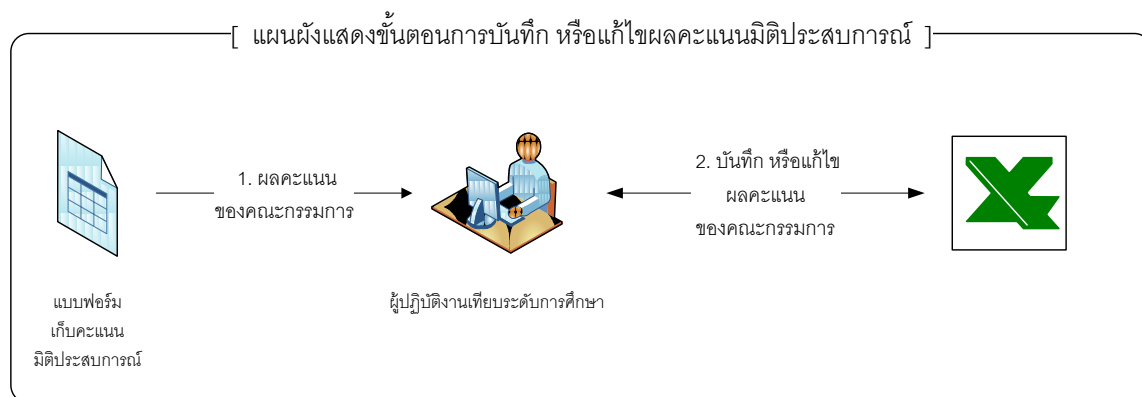 [ แผนผังแสดงขั้นตอนการบันทึก หรือแก้ไขผลคะแนนมิติประสบการณ์ ]
1. ผลคะแนน
ของคณะกรรมการ
2. บันทึก หรือแก้ไข
ผลคะแนน
ของคณะกรรมการ
แบบฟอร์ม
เก็บคะแนน
มิติประสบการณ์
ผู้ปฏิบัติงานเทียบระดับการศึกษา